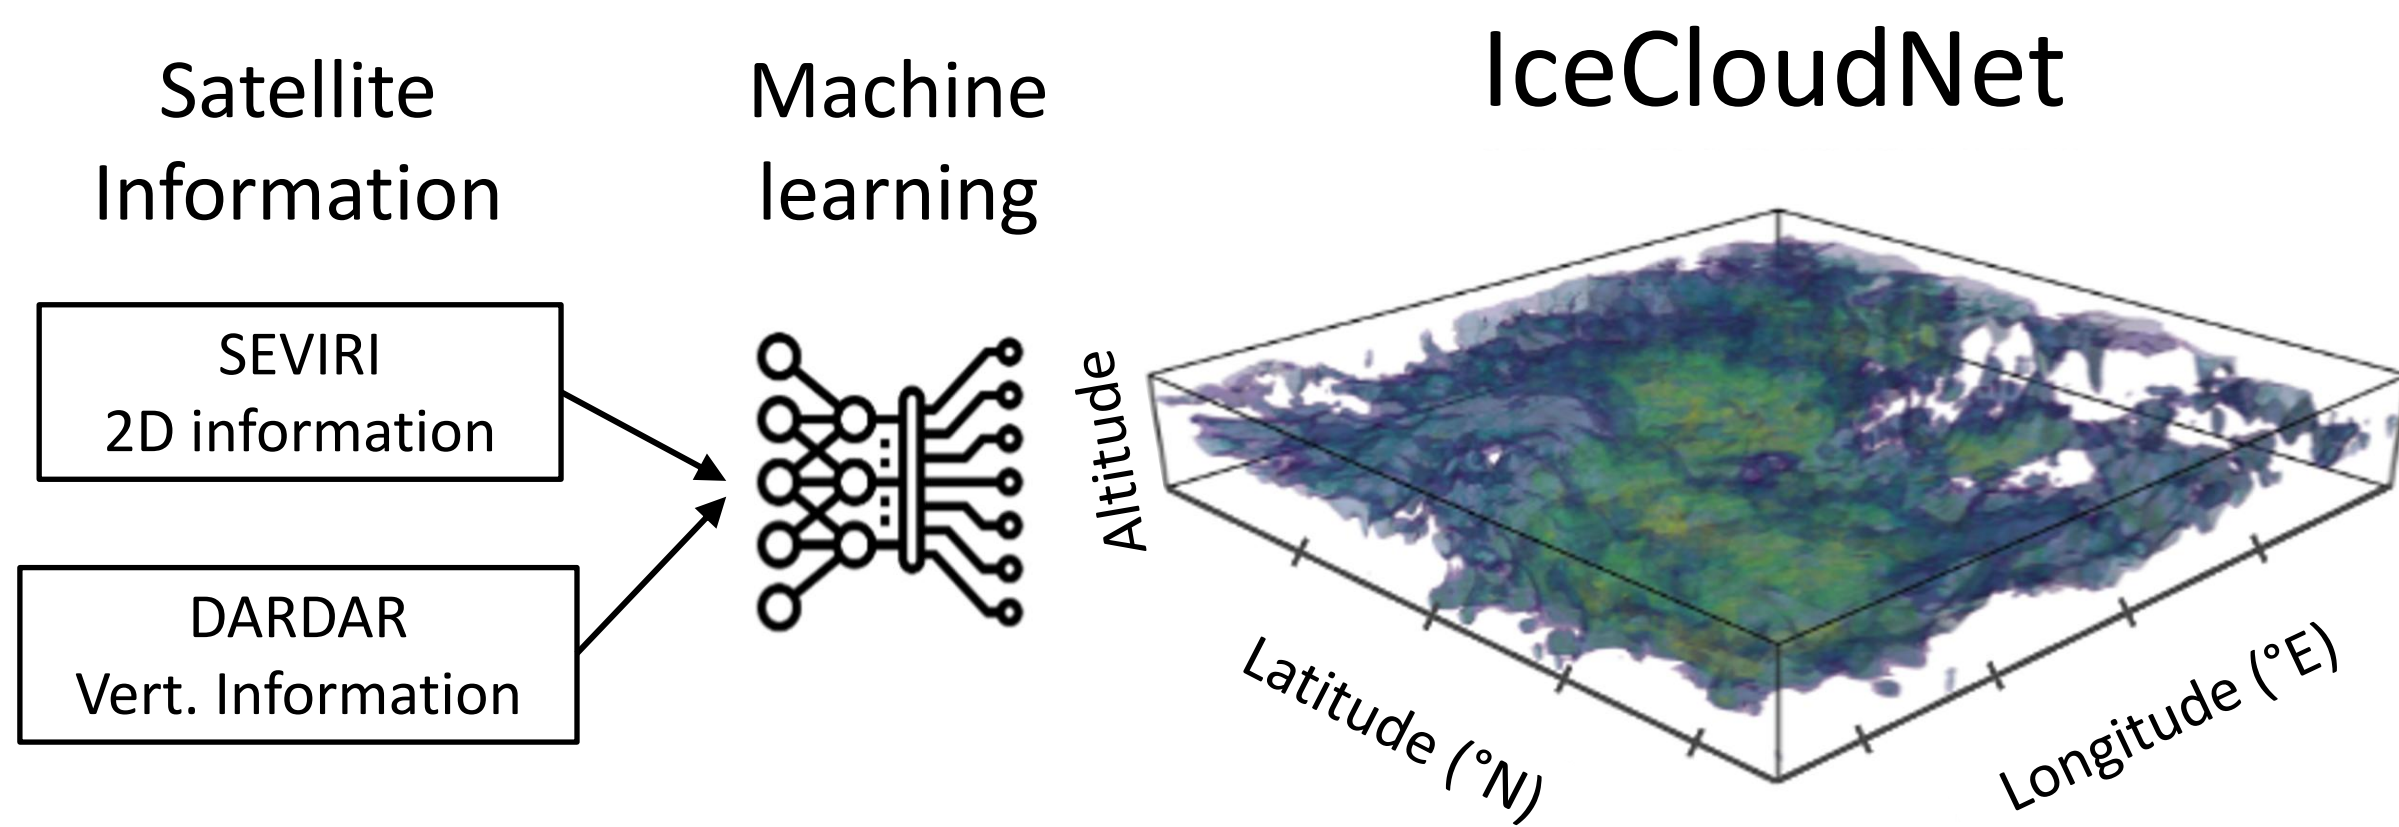 Satellite
Information
SEVIRI
2D information
DARDAR
Vert. Information
Machine
learning
IceCloudNet
Altitude
Latitude (°N)
Longitude (°E)